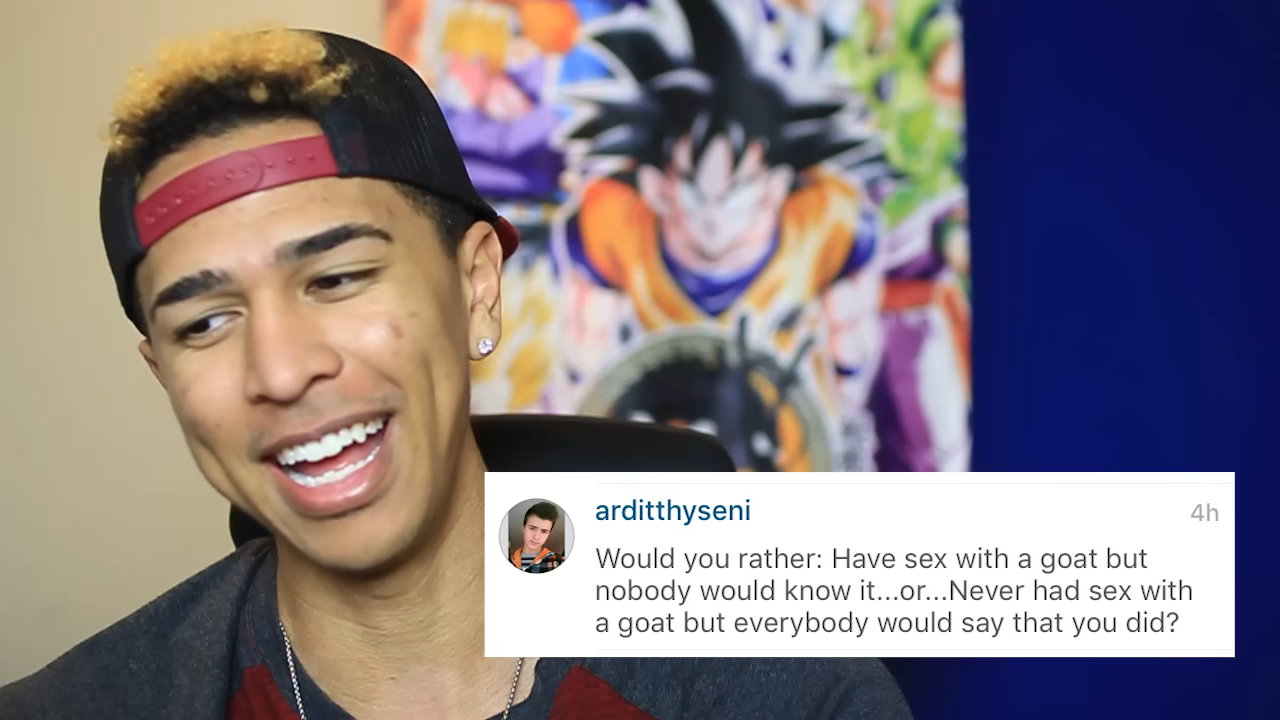 arditthyseni
4h
Would you rather: Have sex with a goat but
nobody would know it...or...Never had sex with
a goat but everybody would say that you did?